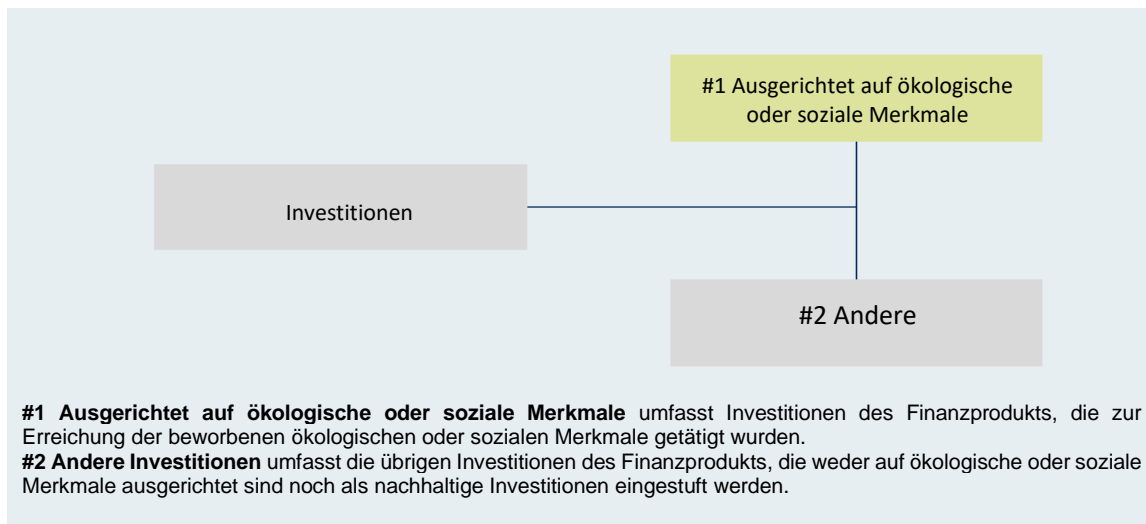 #1 Ausgerichtet auf ökologische
oder soziale Merkmale
Investitionen
#2 Andere
#1 Ausgerichtet auf ökologische oder soziale Merkmale umfasst Investitionen des Finanzprodukts, die zur
Erreichung der beworbenen ökologischen oder sozialen Merkmale getätigt wurden.
#2 Andere Investitionen umfasst die übrigen Investitionen des Finanzprodukts, die weder auf ökologische oder soziale
Merkmale ausgerichtet sind noch als nachhaltige Investitionen eingestuft werden.